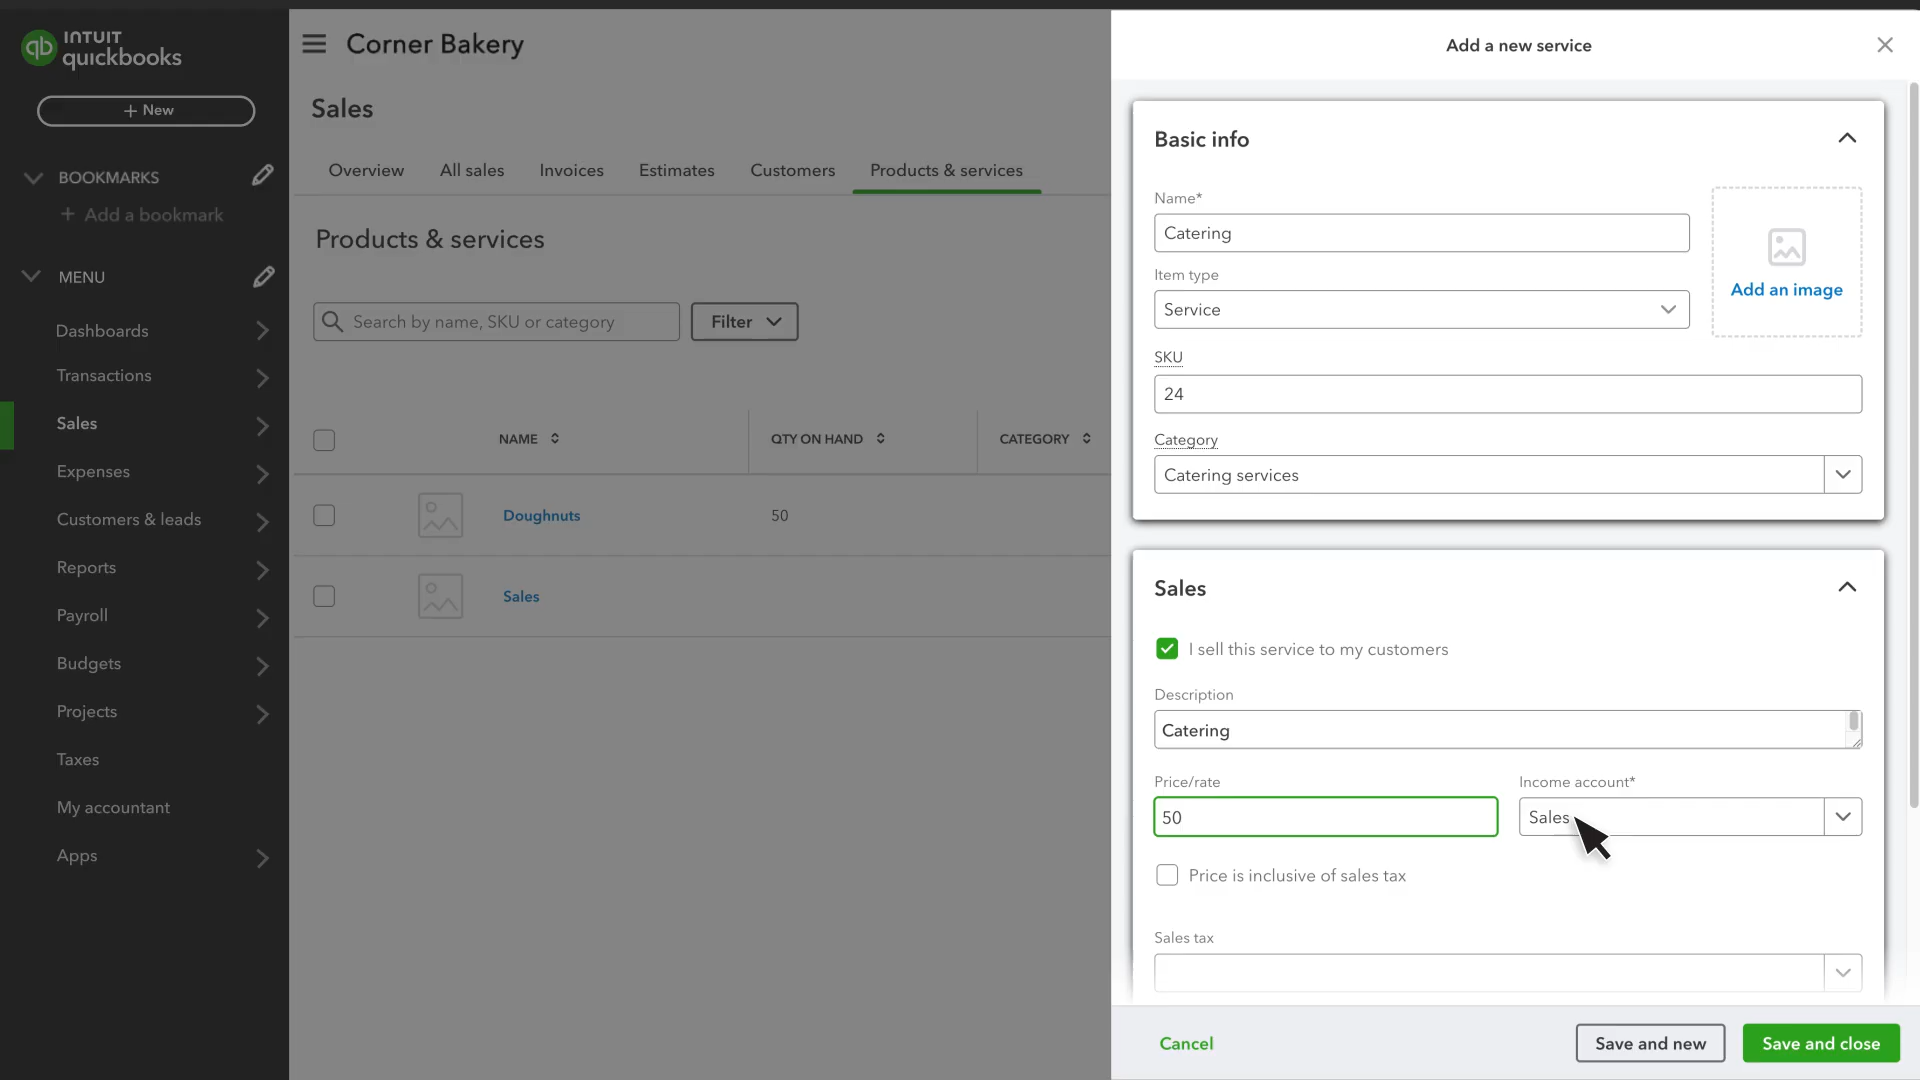 INTUIT
quickbooks
+ New
BOOKMARKS
+ Add a bookmark
MENU
Dashboards
Transactions
Sales
Expenses
Customers & leads
Reports
Payroll
Budgets
Projects
Taxes
My accountant
Apps
Corner Bakery
Sales
Overview
All sales
Invoices
Estimates
Customers
Products & services
Products & services
Search by name, SKU or category
Filter
NAME
QTY ON HAND
CATEGORY
Doughnuts
50
Sales
Add a new service
Basic info
Name*
Catering
Add an image
Item type
Service
SKU
24
Category
Catering services
Sales
I sell this service to my customers
Description
Catering
Price/rate
50
Income account*
Sales
Price is inclusive of sales tax
Sales tax
Cancel
Save and new
Save and close